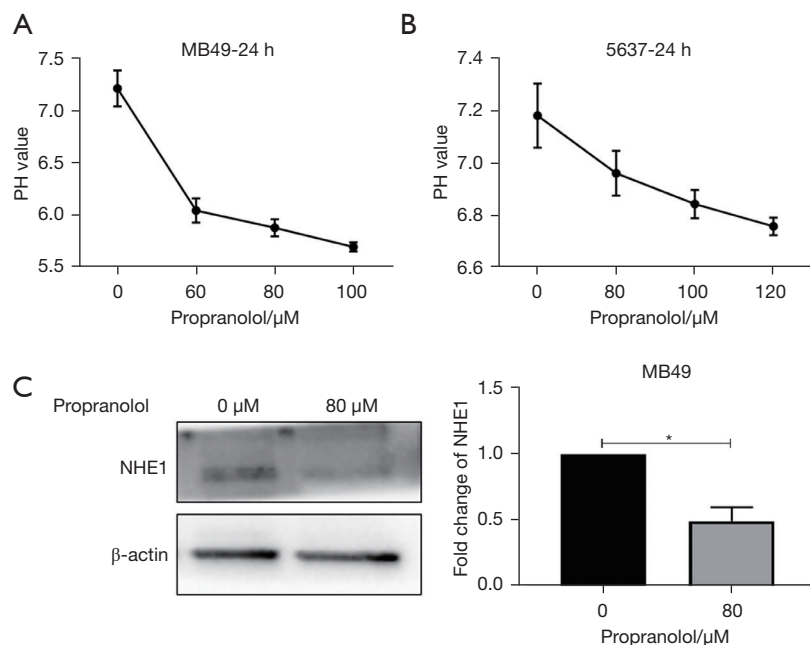 A
MB49-24 h
7.5
7.0
6.5
6.0
5.5
PH value
0 60 80 100
Propranolol/μM
B
5637-24 h
7.4
7.2
7.0
6.8
6.6
PH value
0 80 100 120
Propranolol/μM
C
Propranolol 0 μM 80 μM
NHE1
β-actin
MB49
1.5
1.0
0.5
0.0
Fold change of NHE1
*
0 80
Propranolol/μM